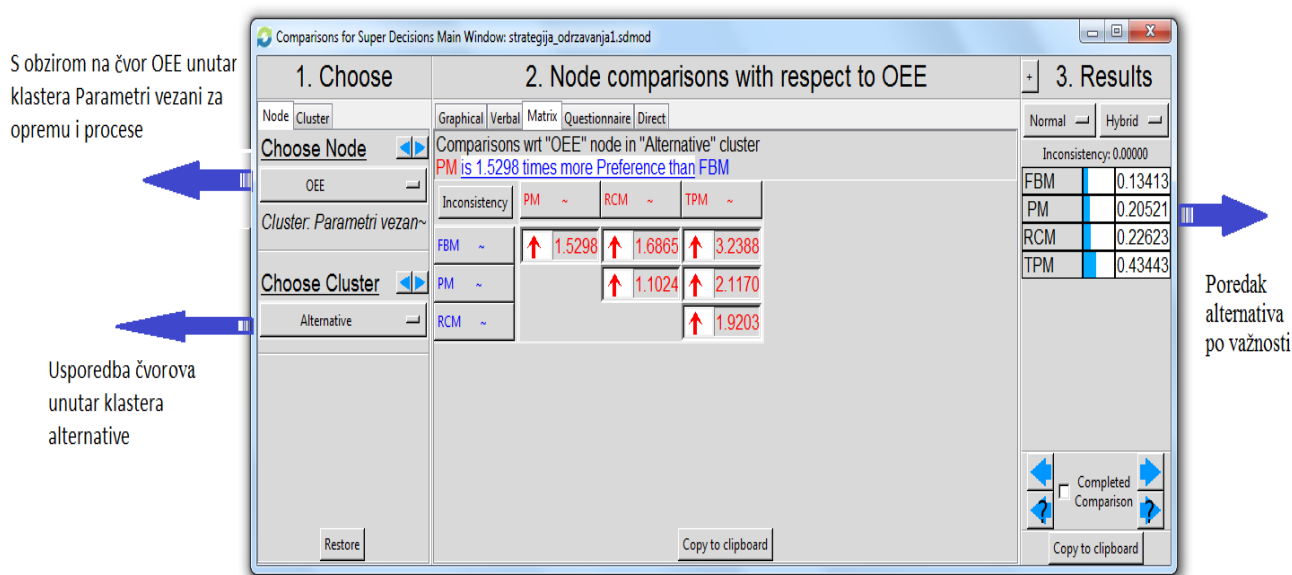 S obzirom na čvor OEE unutar
klastera Parametri vezani za
opremu i procese
Usporedba čvorova
unutar klastera
alternative
Comparisons for Super Decisions Main Window: strategija_odrzavanja1.sdmod
1. Choose
Node Cluster
Choose Node
OEE
Cluster: Parametri vezan~
Choose Cluster
Alternative
Restore
2. Node comparisons with respect to OEE
Graphical Verbal Matrix Questionnaire Direct
Comparisons wrt "OEE" node in "Alternative" cluster
PM is 1.5298 times more Preference than FBM
Inconsistency PM ~ RCM ~ TPM ~
FBM ~ 1.5298 1.6865 3.2388
PM ~ 1.1024 2.1170
RCM ~ 1.9203
Copy to clipboard
+ 3. Results
Normal Hybrid
Inconsistency: 0.00000
FBM 0.13413
PM 0.20521
RCM 0.22623
TPM 0.43443
Completed
Comparison
? ?
Copy to clipboard
Poredak
alternativa
po važnosti